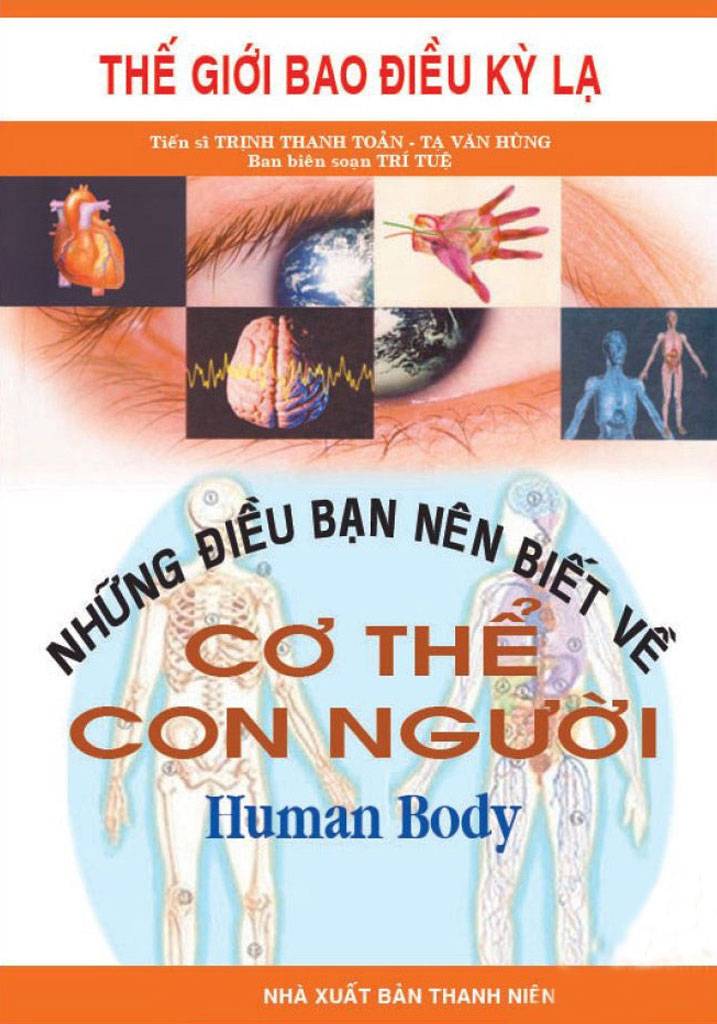 THẾ GIỚI BAO ĐIỀU KỲ LẠ
Tiến sĩ TRỊNH THANH TOẢN - TẠ VĂN HÙNG
Ban biên soạn TRÍ TUỆ
NHỮNG ĐIỀU BẠN NÊN BIẾT VỀ
CƠ THỂ
CON NGƯỜI
Human Body
NHÀ XUẤT BẢN THANH NIÊN